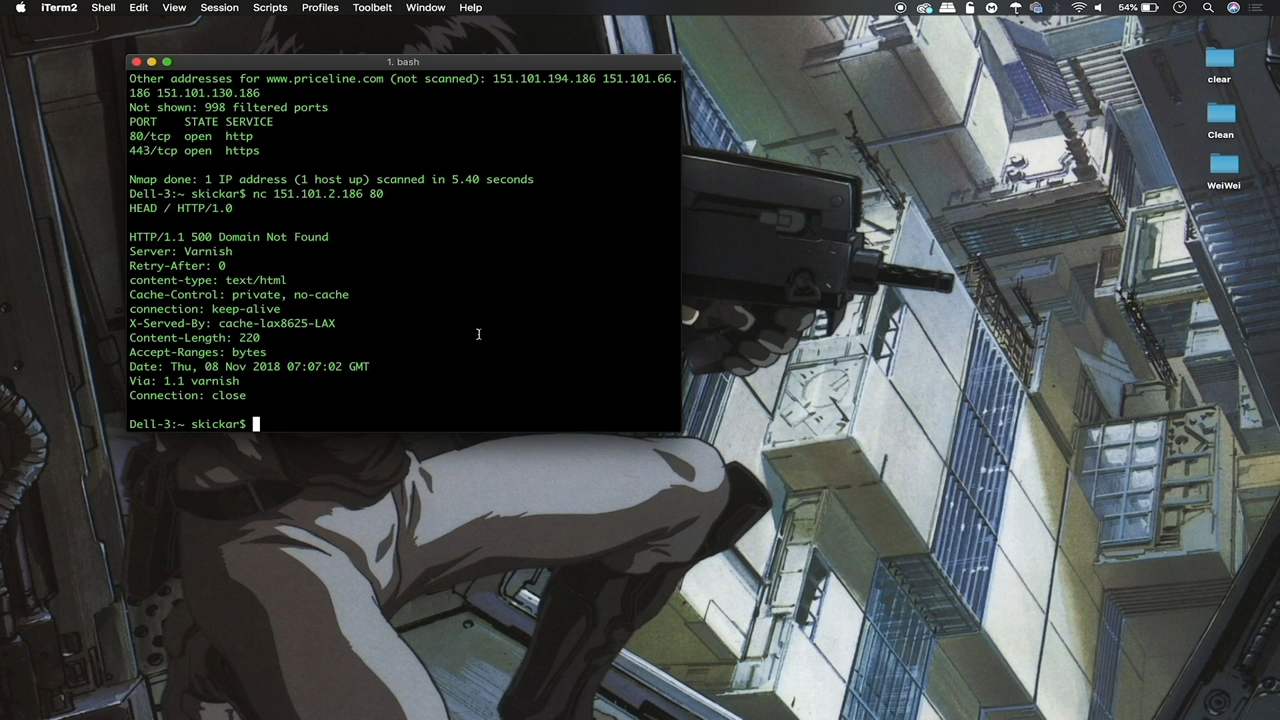 iTerm2 Shell Edit View Session Scripts Profiles Toolbelt Window Help 54%
1. bash
Other addresses for www.priceline.com (not scanned): 151.101.194.186 151.101.66.
186 151.101.130.186
Not shown: 998 filtered ports
PORT    STATE SERVICE
80/tcp  open  http
443/tcp open  https
Nmap done: 1 IP address (1 host up) scanned in 5.40 seconds
Dell-3:~ skickar$ nc 151.101.2.186 80
HEAD / HTTP/1.0
HTTP/1.1 500 Domain Not Found
Server: Varnish
Retry-After: 0
content-type: text/html
Cache-Control: private, no-cache
connection: keep-alive
X-Served-By: cache-lax8625-LAX
Content-Length: 220
Accept-Ranges: bytes
Date: Thu, 08 Nov 2018 07:07:02 GMT
Via: 1.1 varnish
Connection: close
Dell-3:~ skickar$
clear
Clean
WeiWei